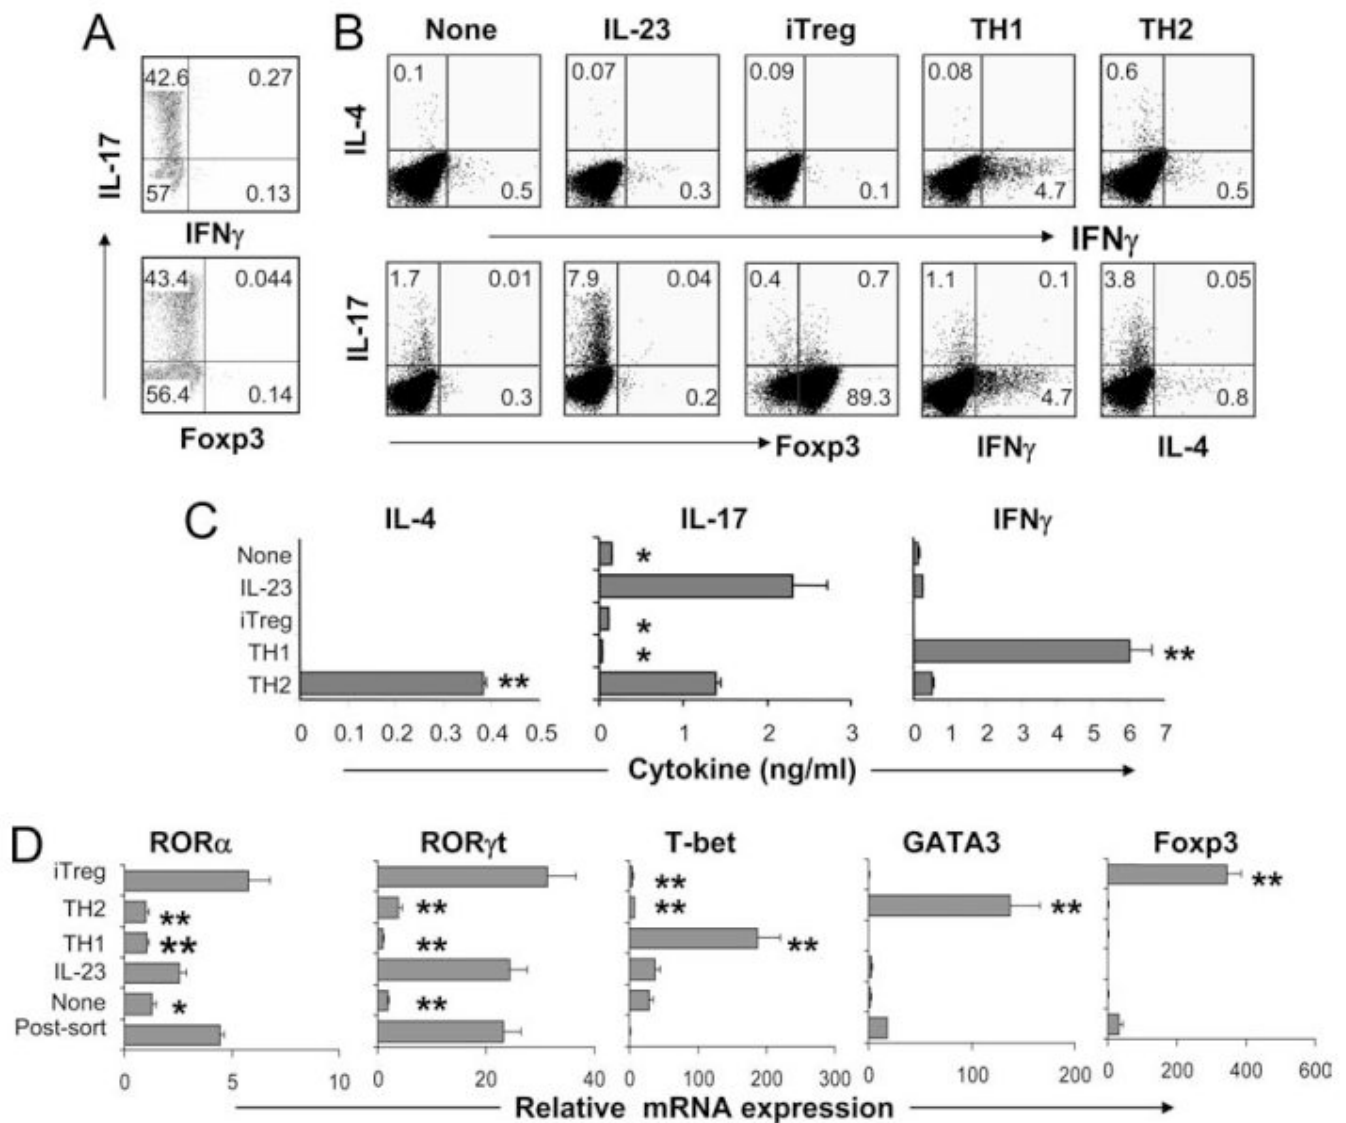 A
42.6 0.27
57 0.13
IL-17
IFNγ
43.4 0.044
56.4 0.14
Foxp3
B
None IL-23 iTreg TH1 TH2
IL-4
0.1 0.07 0.09 0.08 0.6
0.5 0.3 0.1 4.7 0.5
IFNγ
IL-17
1.7 0.01 7.9 0.04 0.4 0.7 1.1 0.1 3.8 0.05
0.3 0.2 89.3 4.7 0.8
Foxp3 IFNγ IL-4
C
IL-4 IL-17 IFNγ
None *
IL-23
iTreg *
TH1 * **
TH2 **
0 0.1 0.2 0.3 0.4 0.5 0 1 2 3 0 1 2 3 4 5 6 7
Cytokine (ng/ml)
D
RORα RORγt T-bet GATA3 Foxp3
iTreg ** **
TH2 ** ** ** **
TH1 ** ** **
IL-23
None * **
Post-sort
0 5 10 0 20 40 0 100 200 300 0 100 200 0 200 400 600
Relative mRNA expression